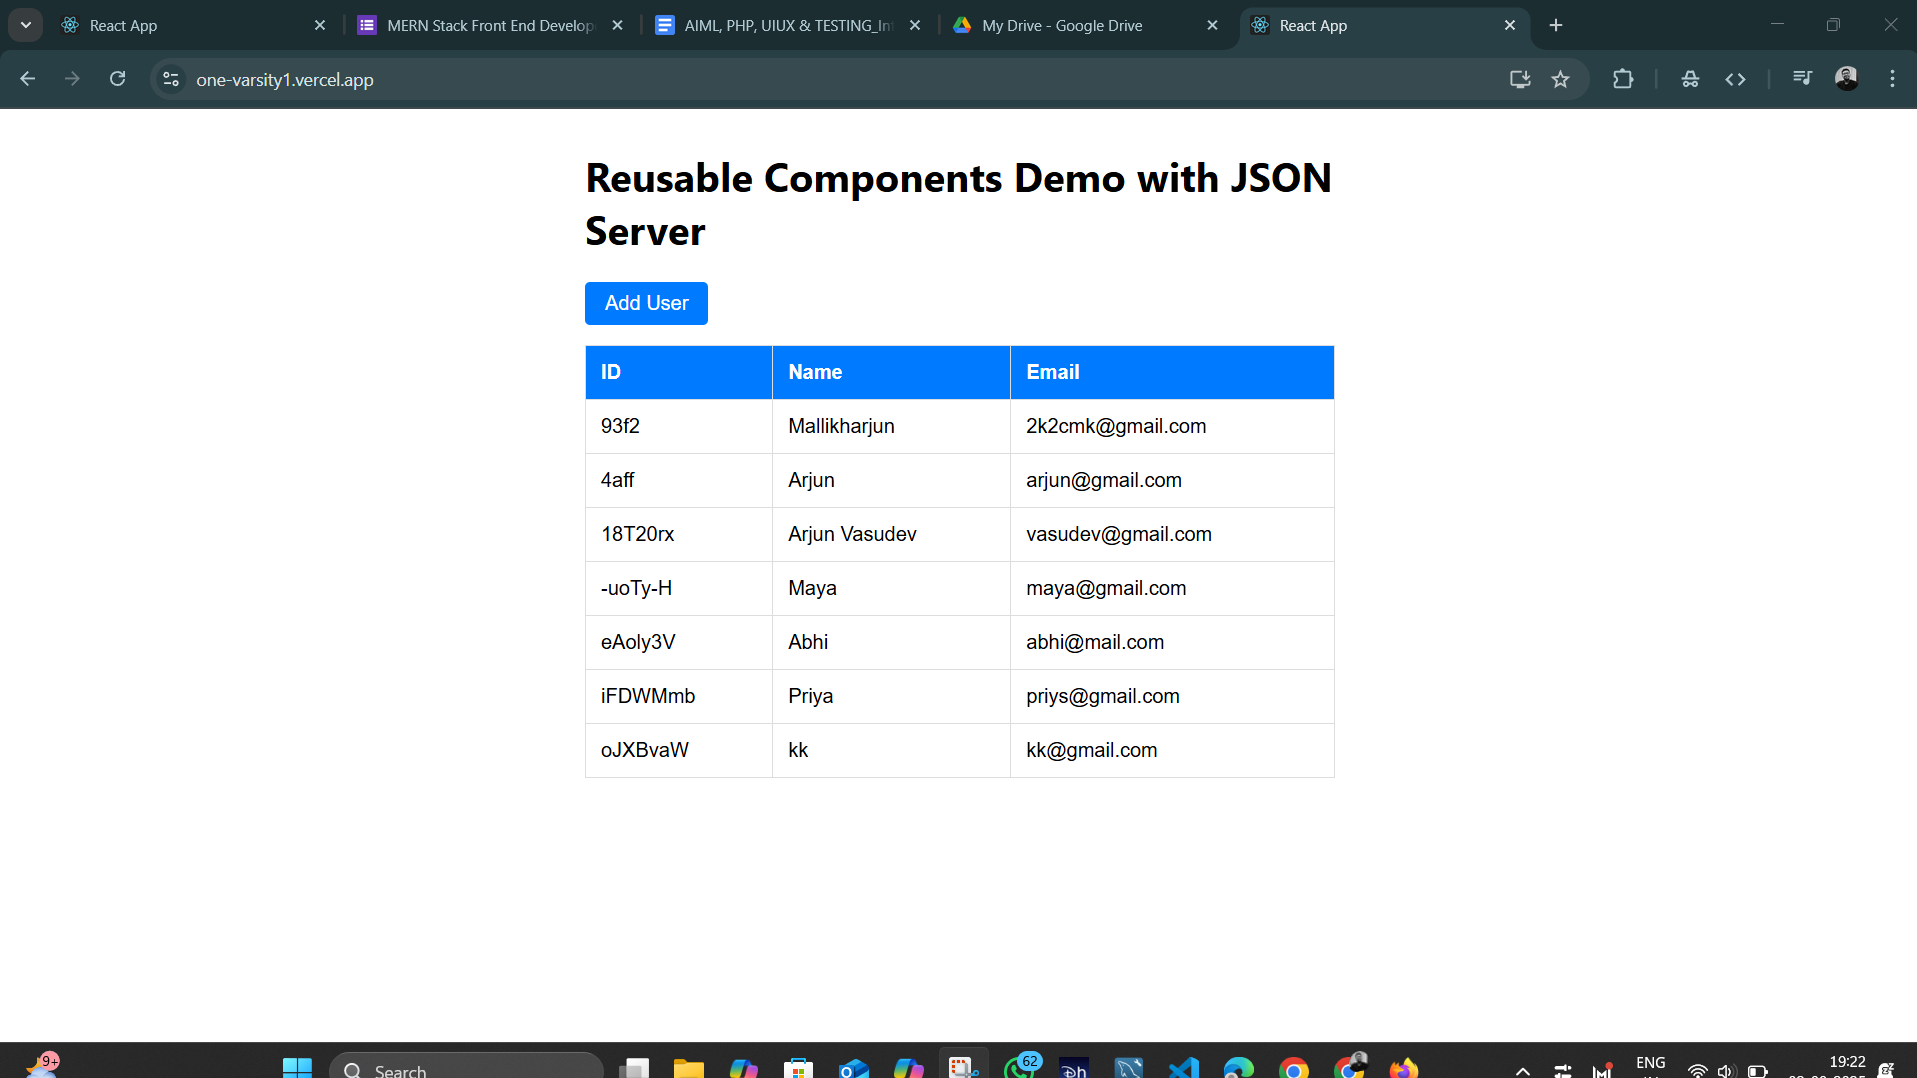 React App
MERN Stack Front End Develop
AIML, PHP, UIUX & TESTING_In
My Drive - Google Drive
React App
one-varsity1.vercel.app
Reusable Components Demo with JSON
Server
Add User
ID Name Email
93f2 Mallikharjun 2k2cmk@gmail.com
4aff Arjun arjun@gmail.com
18T20rx Arjun Vasudev vasudev@gmail.com
-uoTy-H Maya maya@gmail.com
eAoly3V Abhi abhi@mail.com
iFDWMmb Priya priys@gmail.com
oJXBvaW kk kk@gmail.com
9+
Search
62
ENG
19:22